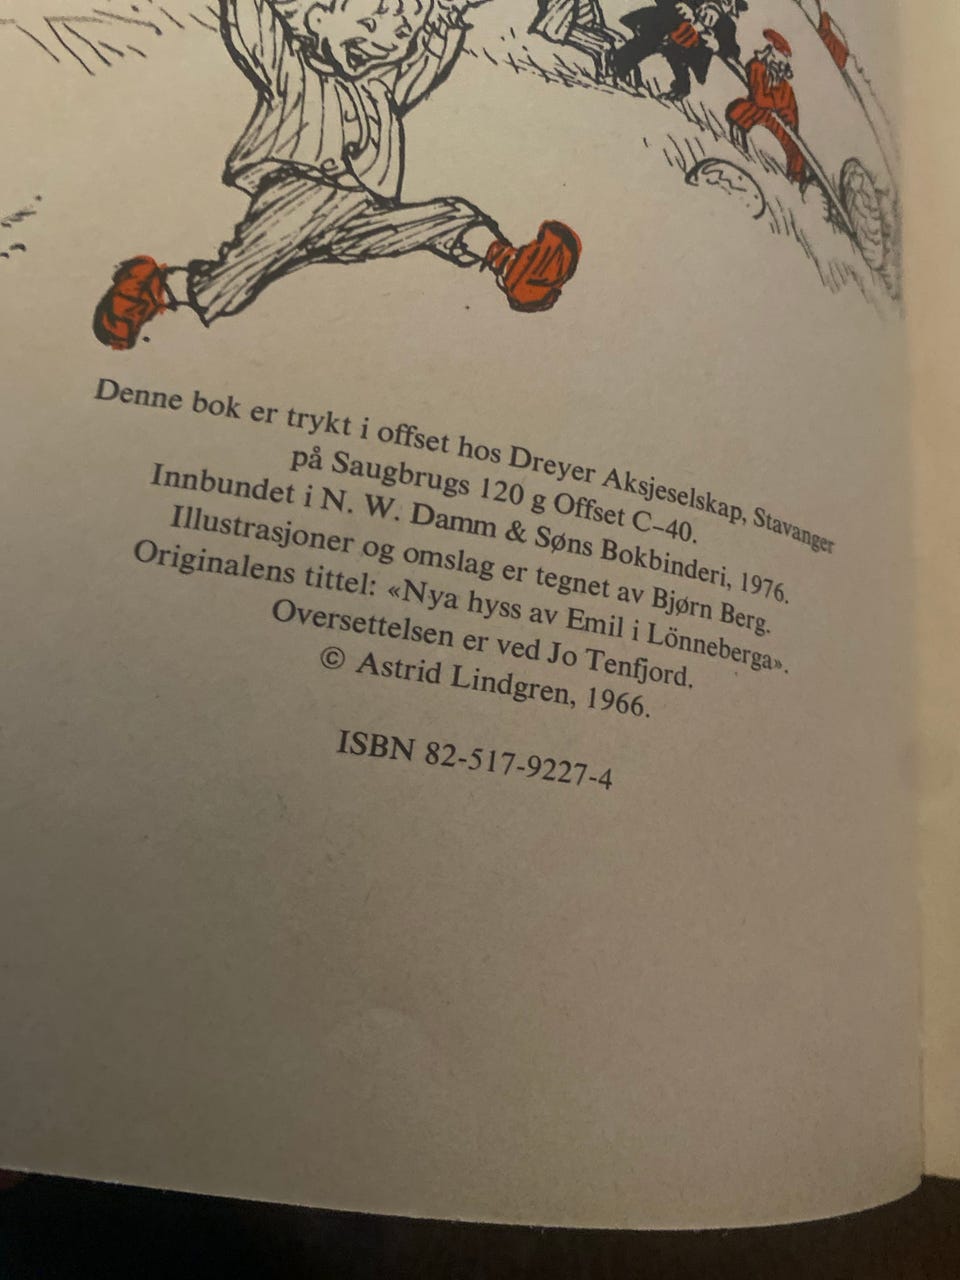 Denne bok er trykt i offset hos Dreyer Aksjeselskap, Stavanger
på Saugbrugs 120 g Offset C-40.
Innbundet i N. W. Damm & Søns Bokbinderi, 1976.
Illustrasjoner og omslag er tegnet av Bjørn Berg.
Originalens tittel: «Nya hyss av Emil i Lönneberga».
Oversettelsen er ved Jo Tenfjord.
© Astrid Lindgren, 1966.
ISBN 82-517-9227-4